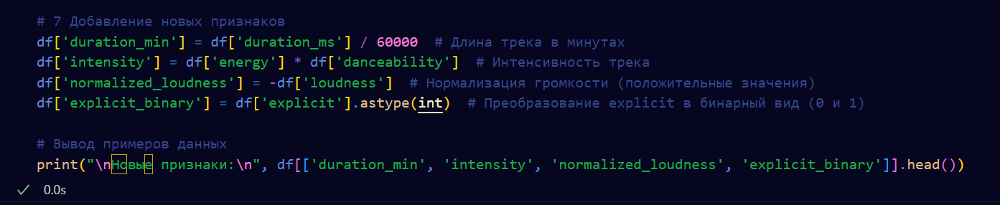 # 7 Добавление новых признаков
df['duration_min'] = df['duration_ms'] / 60000  # Длина трека в минутах
df['intensity'] = df['energy'] * df['danceability']  # Интенсивность трека
df['normalized_loudness'] = -df['loudness']  # Нормализация громкости (положительные значения)
df['explicit_binary'] = df['explicit'].astype(int)  # Преобразование explicit в бинарный вид (0 и 1)
# Вывод примеров данных
print("\nНовые признаки:\n", df[['duration_min', 'intensity', 'normalized_loudness', 'explicit_binary']].head())
0.0s